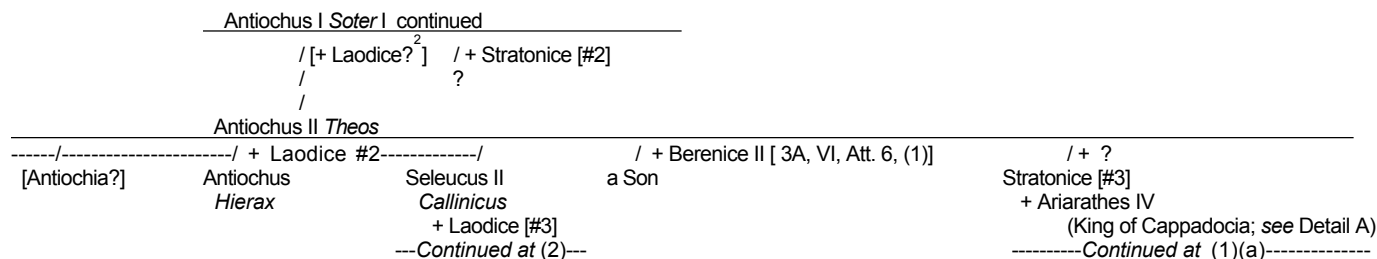 Antiochus I Soter I continued
/ [+ Laodice?2] / + Stratonice [#2]
/ ?
/
Antiochus II Theos
------/-----------------------/ + Laodice #2-------------/ / + Berenice II [ 3A, VI, Att. 6, (1)] / + ?
[Antiochia?] Antiochus Seleucus II a Son Stratonice [#3]
Hierax Callinicus + Ariarathes IV
+ Laodice [#3] (King of Cappadocia; see Detail A)
---Continued at (2)--- ----------Continued at (1)(a)--------------